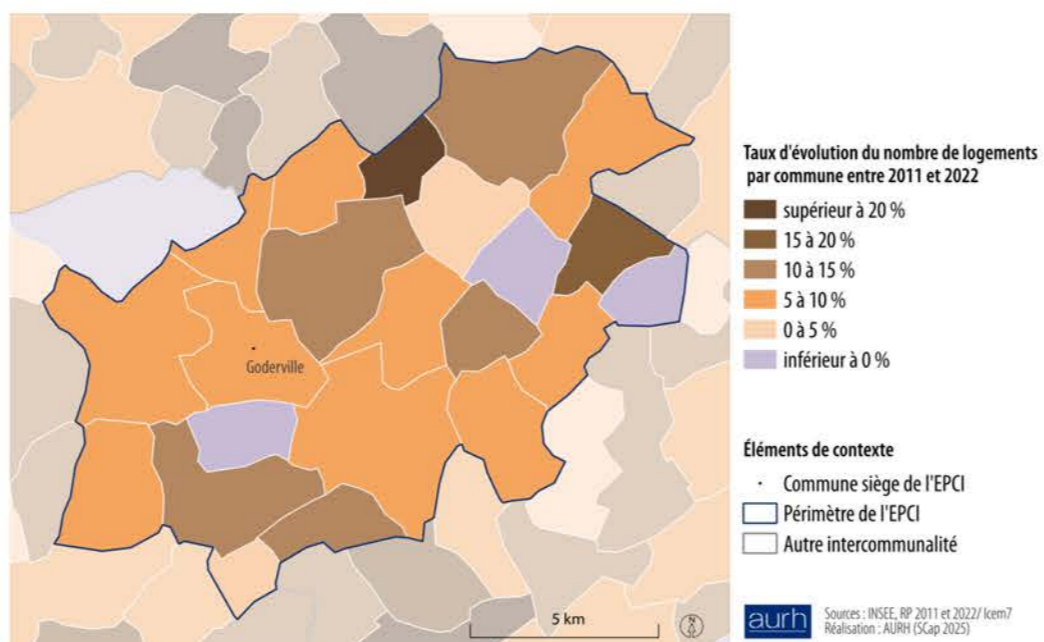 Goderville
5 km
N
Taux d'évolution du nombre de logements
par commune entre 2011 et 2022
supérieur à 20 %
15 à 20 %
10 à 15 %
5 à 10 %
0 à 5 %
inférieur à 0 %
Éléments de contexte
Commune siège de l'EPCI
Périmètre de l'EPCI
Autre intercommunalité
aurh
Sources : INSEE, RP 2011 et 2022/ Icem7
Réalisation : AURH (SCap 2025)